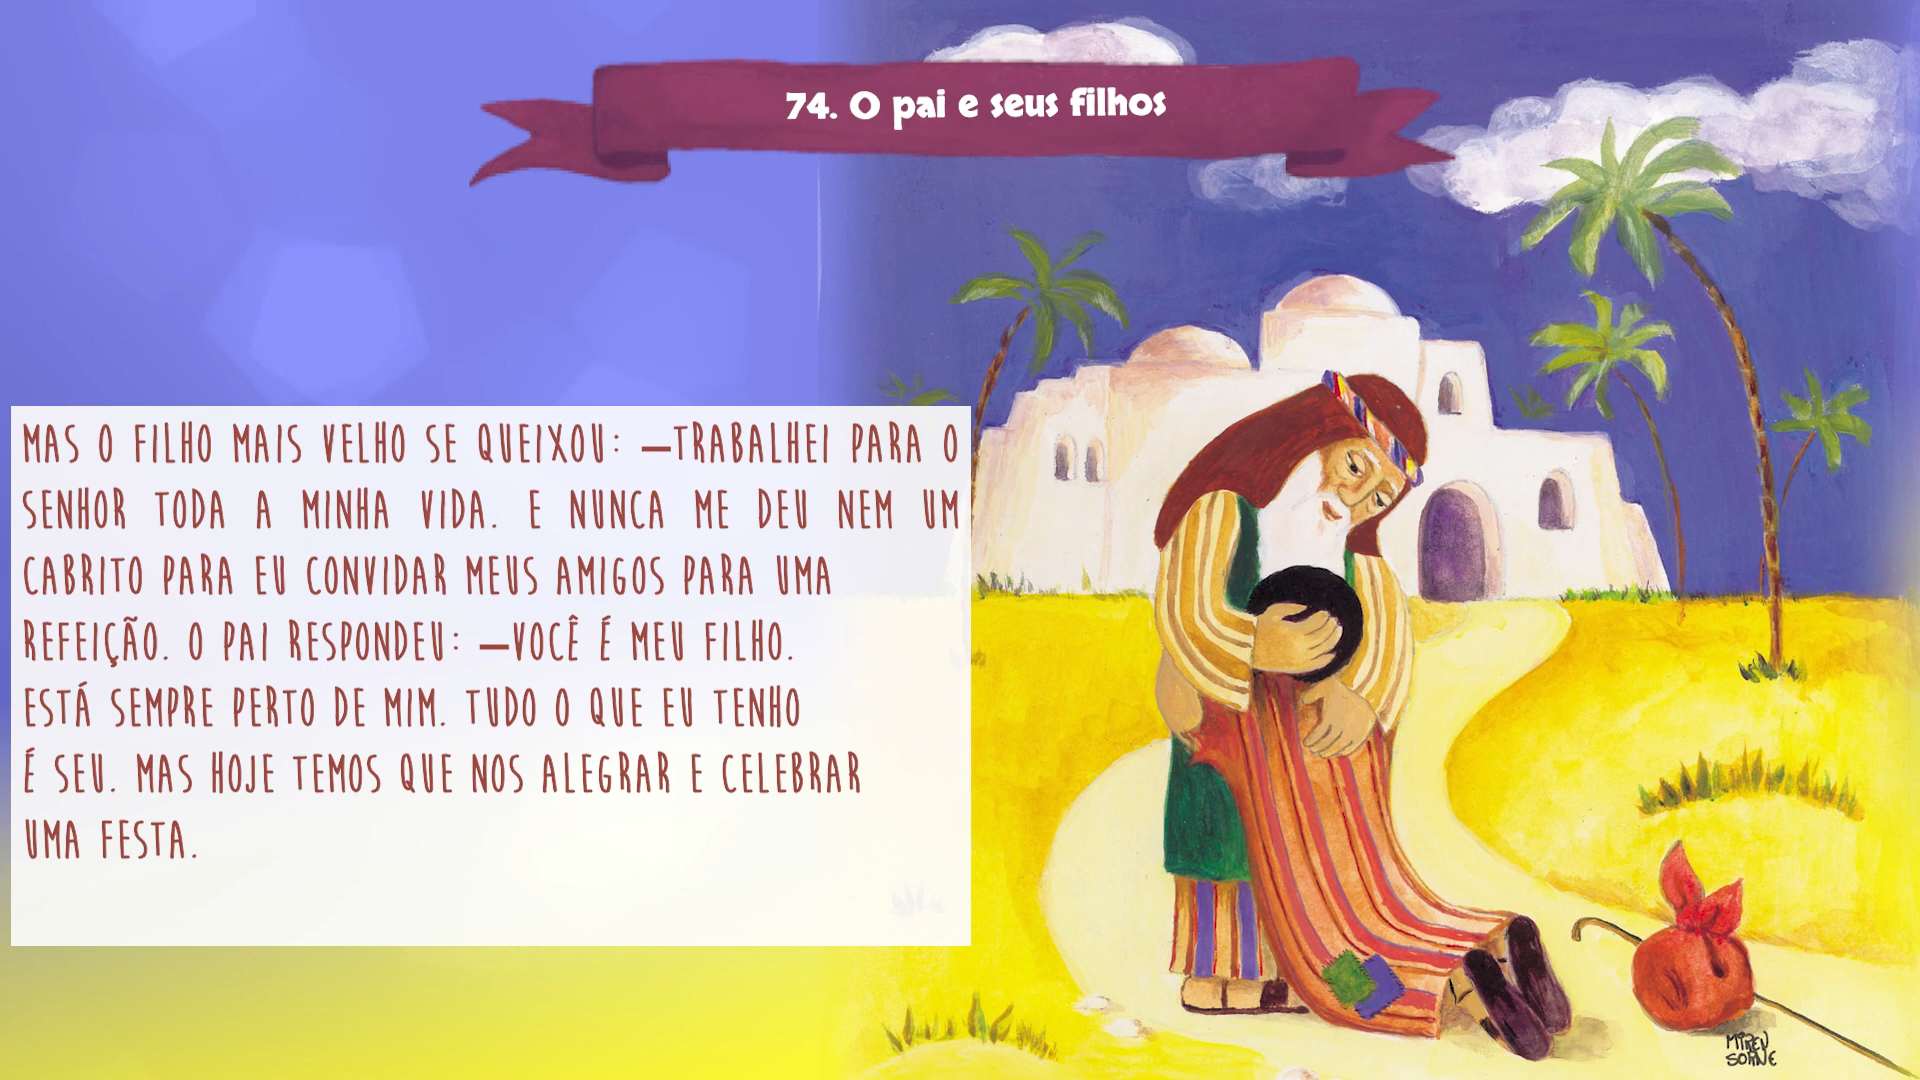 74. O pai e seus filhos
MAS O FILHO MAIS VELHO SE QUEIXOU: —TRABALHEI PARA O
SENHOR TODA A MINHA VIDA. E NUNCA ME DEU NEM UM
CABRITO PARA EU CONVIDAR MEUS AMIGOS PARA UMA
REFEIÇÃO. O PAI RESPONDEU: —VOCÊ É MEU FILHO.
ESTÁ SEMPRE PERTO DE MIM. TUDO O QUE EU TENHO
É SEU. MAS HOJE TEMOS QUE NOS ALEGRAR E CELEBRAR
UMA FESTA.